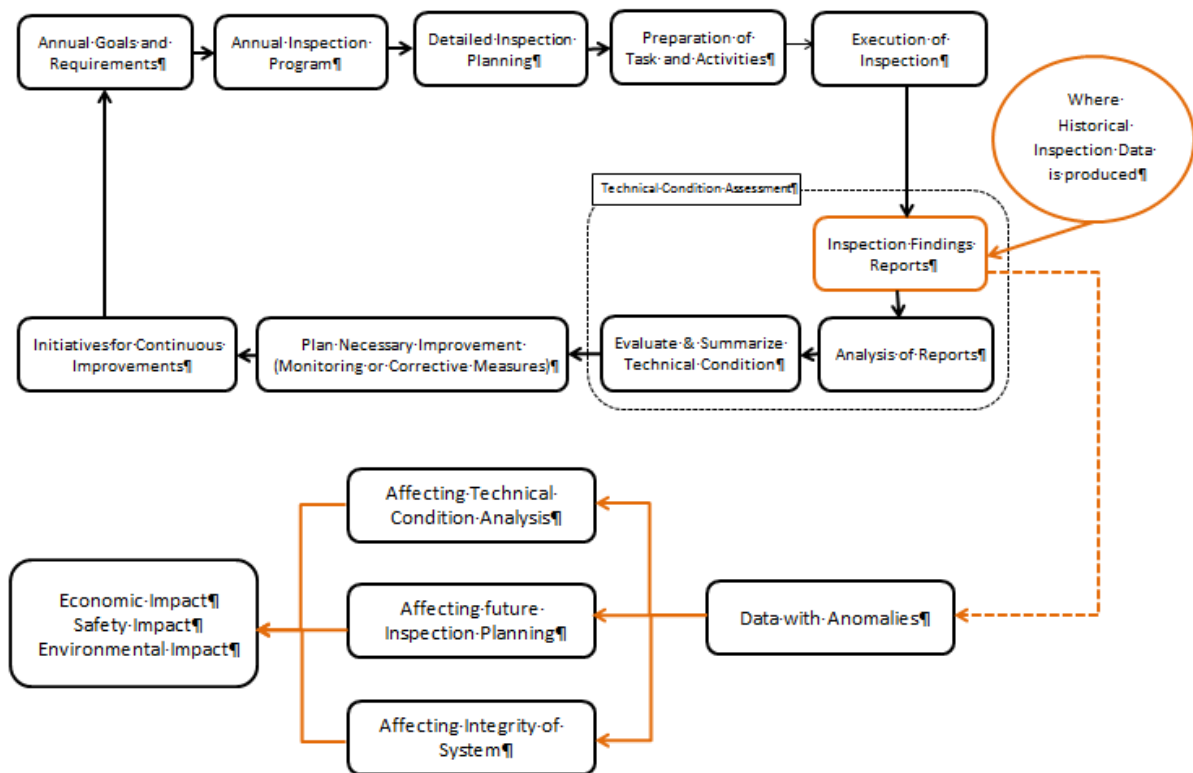 Annual·Goals·and·
Requirements¶
Annual·Inspection·
Program¶
Detailed·Inspection·
Planning¶
Preparation·of·
Task·and·Activities¶
Execution·of·
Inspection¶
Where·
Historical·
Inspection·Data·
is·produced¶
Technical·Condition·Assessment¶
Inspection·Findings·
Reports¶
Initiatives·for·Continuous·
Improvements¶
Plan·Necessary·Improvement·
(Monitoring·or·Corrective·Measures)¶
Evaluate·&·Summarize·
Technical·Condition¶
Analysis·of·Reports¶
Affecting·Technical·
Condition·Analysis¶
Economic·Impact¶
Safety·Impact¶
Environmental·Impact¶
Affecting·future·
Inspection·Planning¶
Data·with·Anomalies¶
Affecting·Integrity·of·
System¶